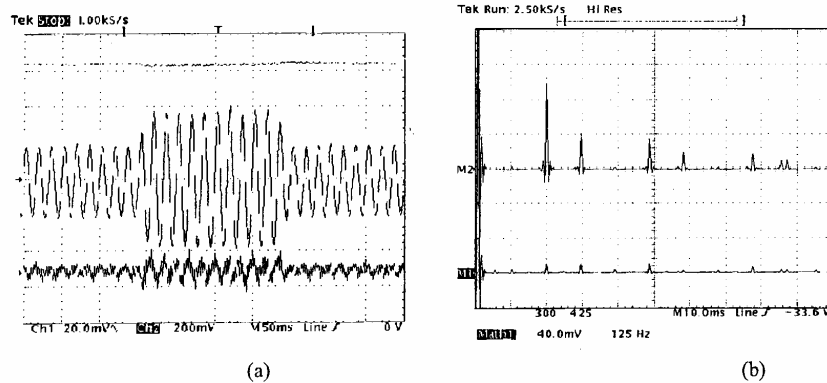 Tek Stop: 1.00kS/s
Ch1 20.0mV Ch2 200mV M50ms Line 0 V
(a)
Tek Run: 2.50kS/s Hi Res
M2
M1
300 425 M10.0ms Line -33.6
Math1 40.0mV 125 Hz
(b)